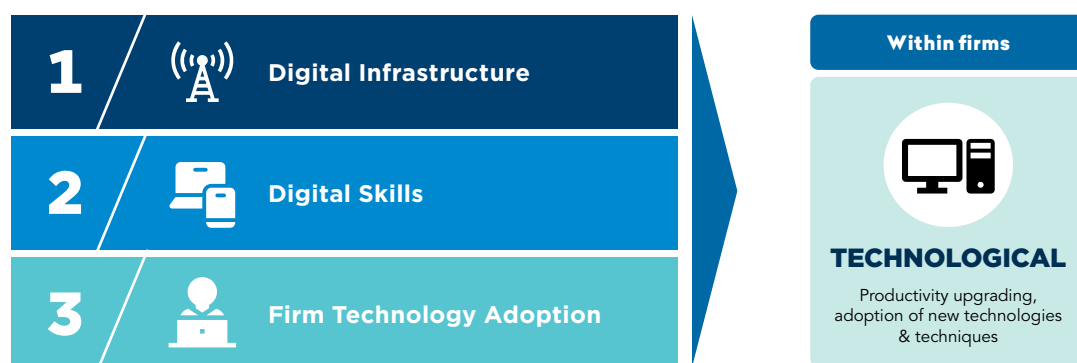 1
Digital Infrastructure
2
Digital Skills
3
Firm Technology Adoption
Within firms
TECHNOLOGICAL
Productivity upgrading,
adoption of new technologies
& techniques